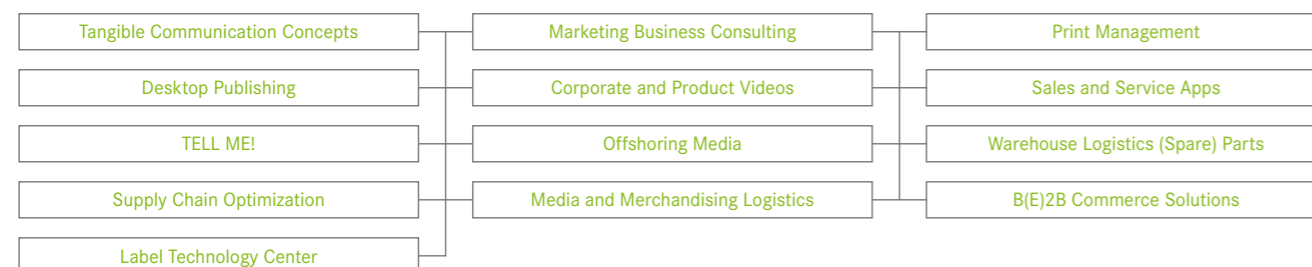 Tangible Communication Concepts
Marketing Business Consulting
Print Management
Desktop Publishing
Corporate and Product Videos
Sales and Service Apps
TELL ME!
Offshoring Media
Warehouse Logistics (Spare) Parts
Supply Chain Optimization
Media and Merchandising Logistics
B(E)2B Commerce Solutions
Label Technology Center